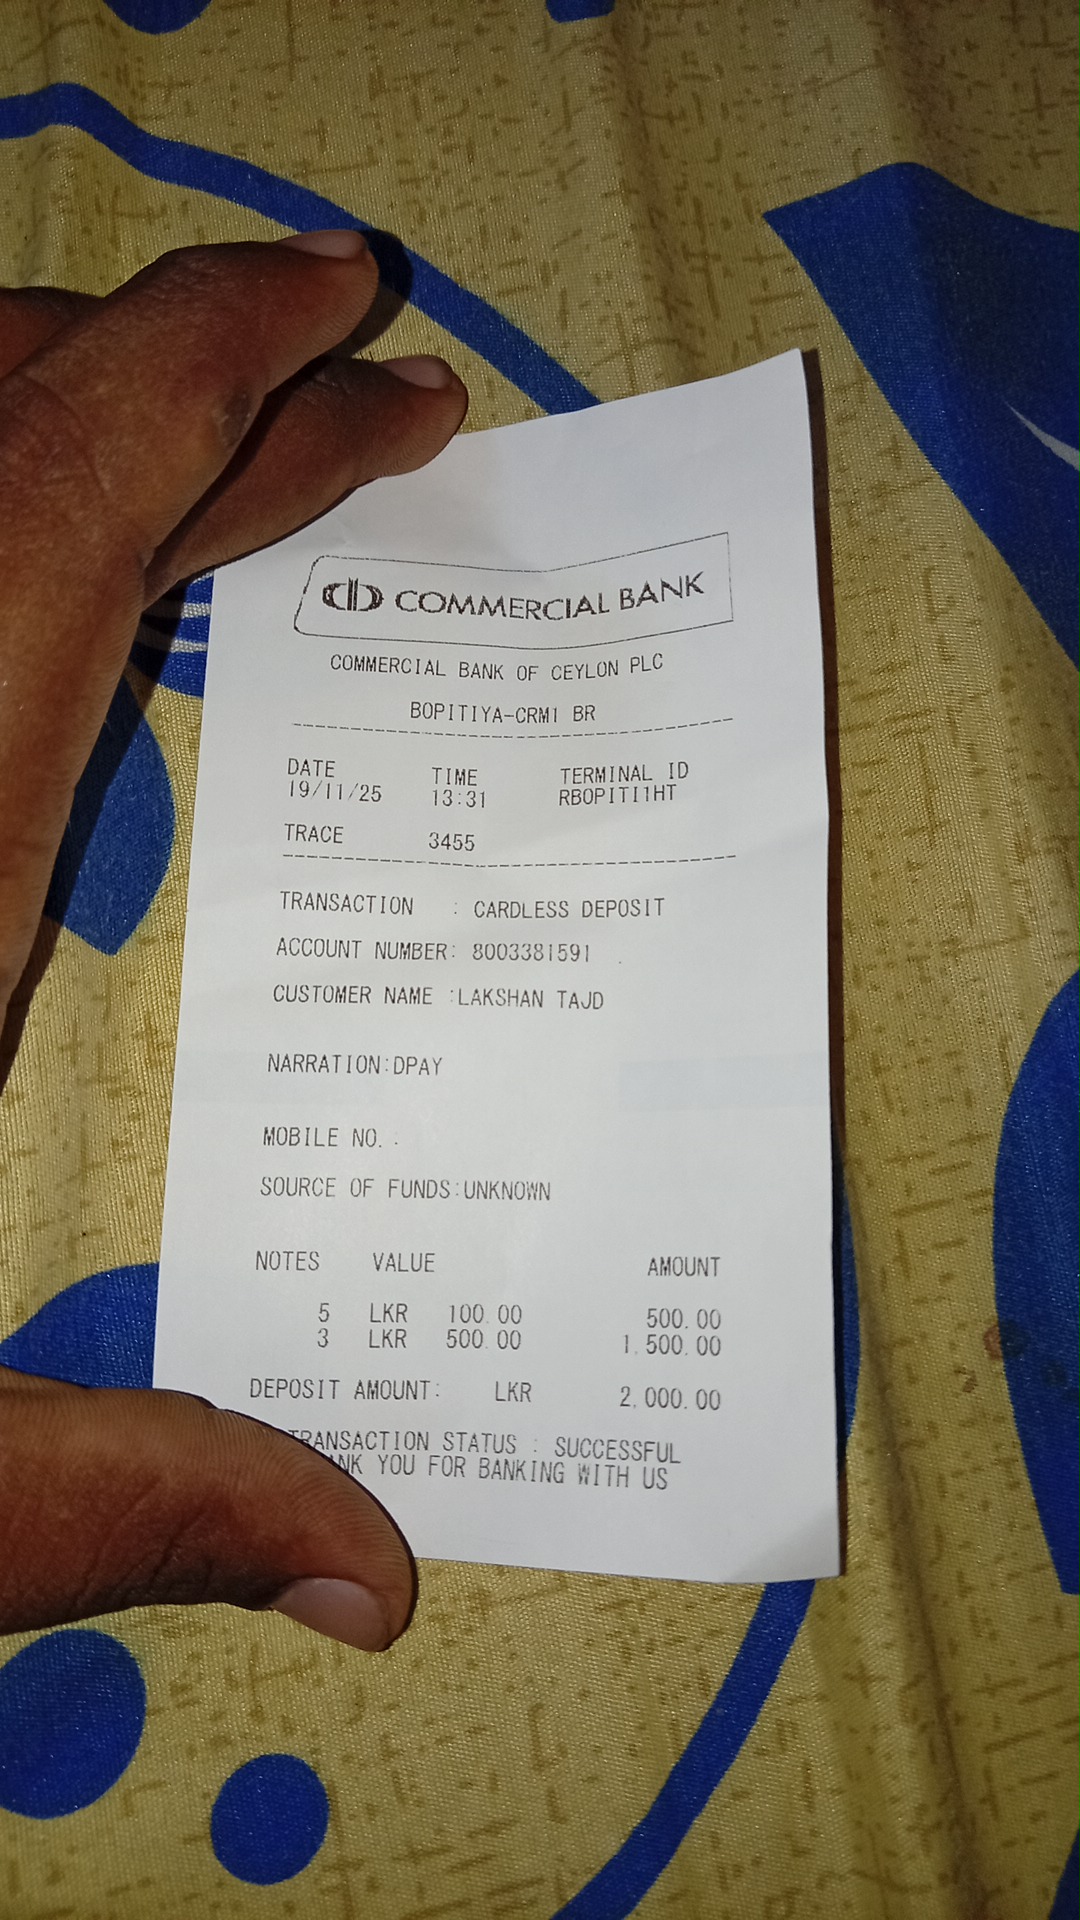 COMMERCIAL BANK
COMMERCIAL BANK OF CEYLON PLC
BOPITIYA-CRM1 BR
DATE TIME TERMINAL ID
19/11/25 13:31 RBOPITI1HT
TRACE 3455
TRANSACTION : CARDLESS DEPOSIT
ACCOUNT NUMBER: 8003381591
CUSTOMER NAME :LAKSHAN TAJD
NARRATION:DPAY
MOBILE NO. :
SOURCE OF FUNDS:UNKNOWN
NOTES VALUE AMOUNT
5 LKR 100.00 500.00
3 LKR 500.00 1,500.00
DEPOSIT AMOUNT: LKR 2,000.00
TRANSACTION STATUS : SUCCESSFUL
YOU FOR BANKING WITH US